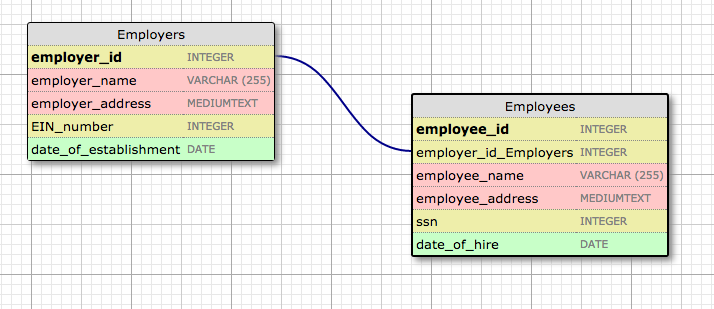 Employers
employer_id INTEGER
employer_name VARCHAR (255)
employer_address MEDIUMTEXT
EIN_number INTEGER
date_of_establishment DATE
Employees
employee_id INTEGER
employer_id_Employers INTEGER
employee_name VARCHAR (255)
employee_address MEDIUMTEXT
ssn INTEGER
date_of_hire DATE